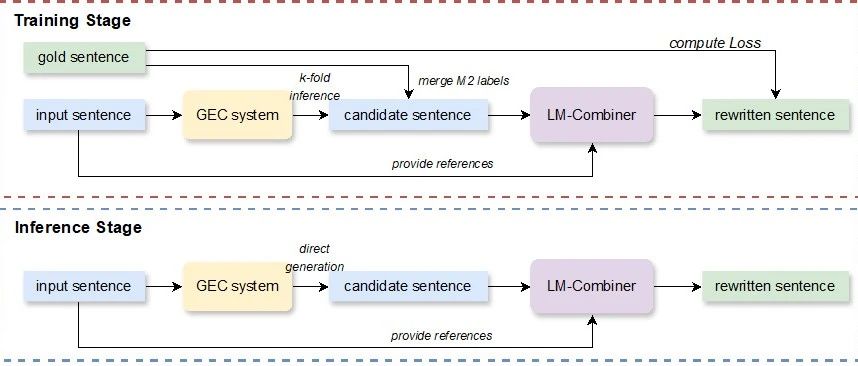 Training Stage
gold sentence
compute Loss
k-fold
inference
merge M2 labels
input sentence
GEC system
candidate sentence
LM-Combiner
rewritten sentence
provide references
Inference Stage
direct
generation
input sentence
GEC system
candidate sentence
LM-Combiner
rewritten sentence
provide references